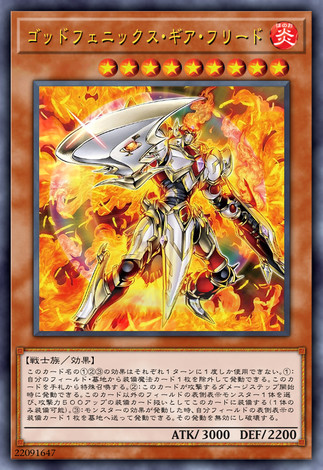 ゴッドフェニックス・ギア・フリード
ほのお
炎
【戦士族/効果】
このカード名の①②③の効果はそれぞれ1ターンに1度しか使用できない。①:
自分のフィールド・墓地から装備魔法カード1枚を除外して発動できる。このカー
ドを手札から特殊召喚する。②:このカードが攻撃するダメージステップ開始
時に発動できる。このカード以外のフィールドの表側表示モンスター1体を選
び、攻撃力500アップの装備カード扱いとしてこのカードに装備する(1体の
み装備可能)。③:モンスターの効果が発動した時、自分フィールドの表側表示の
装備カード1枚を墓地へ送って発動できる。その発動を無効にし破壊する。
ATK/3000 DEF/2200
22091647